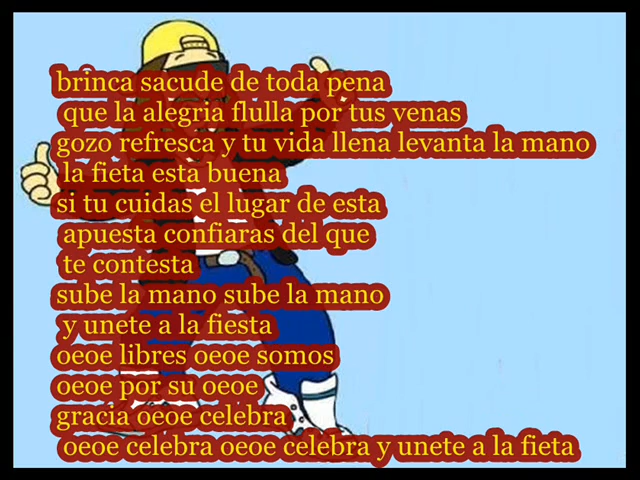 brinca sacude de toda pena
que la alegria flulla por tus venas
gozo refresca y tu vida llena levanta la mano
la fieta esta buena
si tu cuidas el lugar de esta
apuesta confiaras del que
te contesta
sube la mano sube la mano
y unete a la fiesta
oeoe libres oeoe somos
oeoe por su oeoe
gracia oeoe celebra
oeoe celebra oeoe celebra y unete a la fieta